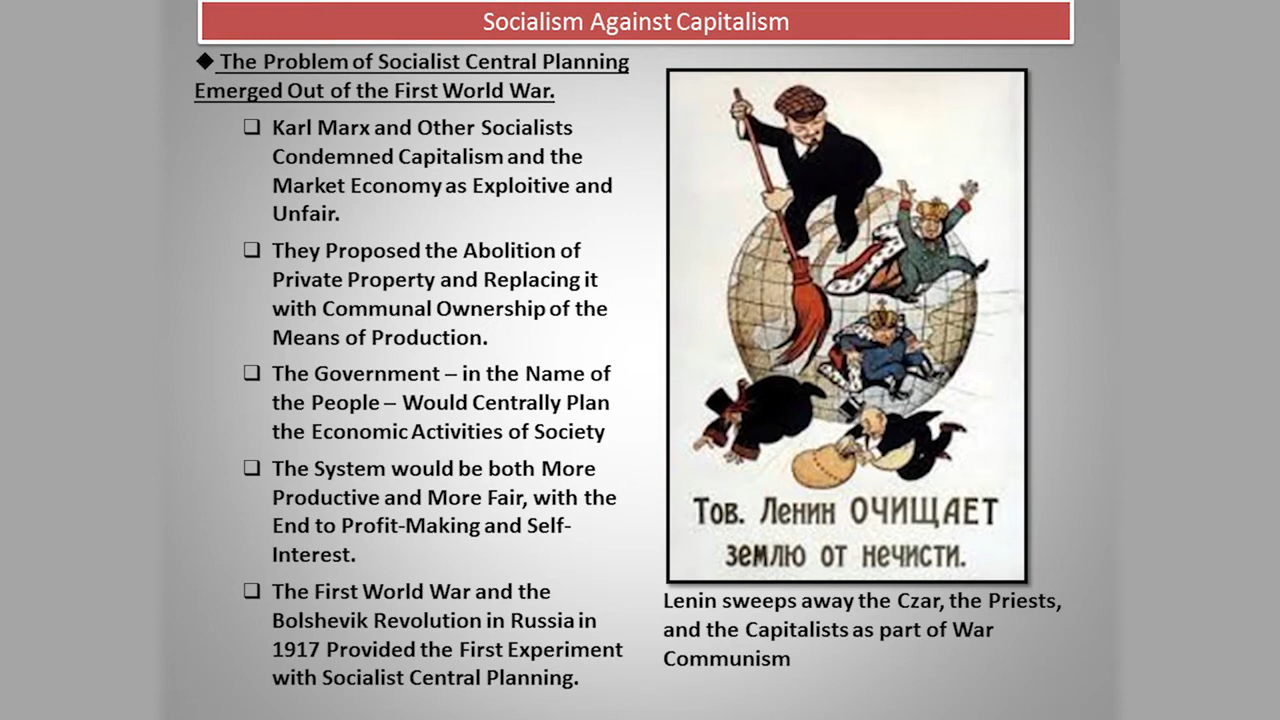 Socialism Against Capitalism
◆ The Problem of Socialist Central Planning
Emerged Out of the First World War.
❑ Karl Marx and Other Socialists
Condemned Capitalism and the
Market Economy as Exploitive and
Unfair.
❑ They Proposed the Abolition of
Private Property and Replacing it
with Communal Ownership of the
Means of Production.
❑ The Government – in the Name of
the People – Would Centrally Plan
the Economic Activities of Society
❑ The System would be both More
Productive and More Fair, with the
End to Profit-Making and Self-
Interest.
❑ The First World War and the
Bolshevik Revolution in Russia in
1917 Provided the First Experiment
with Socialist Central Planning.
Тов. Ленин ОЧИЩАЕТ
землю от нечисти.
Lenin sweeps away the Czar, the Priests,
and the Capitalists as part of War
Communism